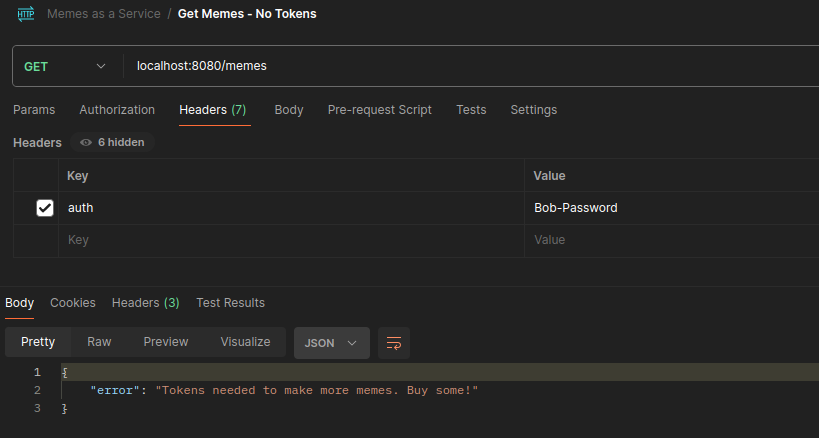 HTTP Memes as a Service / Get Memes - No Tokens
GET localhost:8080/memes
Params Authorization Headers (7) Body Pre-request Script Tests Settings
Headers 6 hidden
Key Value
auth Bob-Password
Key Value
Body Cookies Headers (3) Test Results
Pretty Raw Preview Visualize JSON
1 {
2 "error": "Tokens needed to make more memes. Buy some!"
3 }